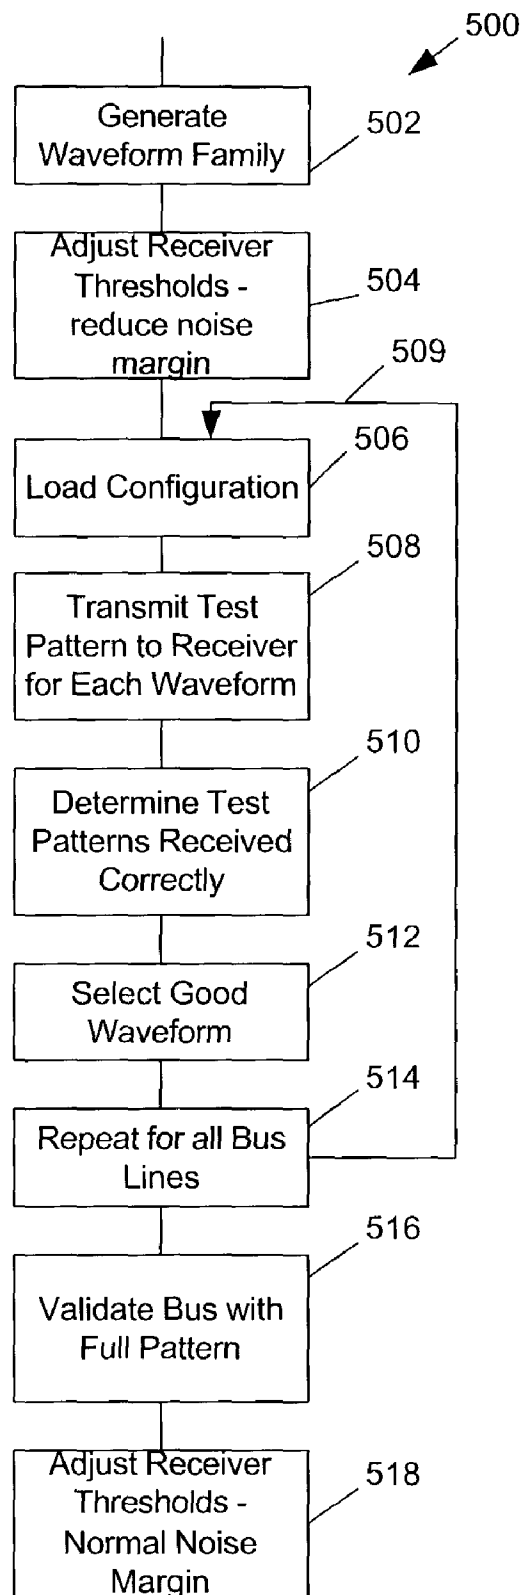 500
Generate
Waveform Family
502
Adjust Receiver
Thresholds -
reduce noise
margin
504
509
Load Configuration
506
508
Transmit Test
Pattern to Receiver
for Each Waveform
510
Determine Test
Patterns Received
Correctly
512
Select Good
Waveform
514
Repeat for all Bus
Lines
516
Validate Bus with
Full Pattern
Adjust Receiver
Thresholds -
Normal Noise
Margin
518